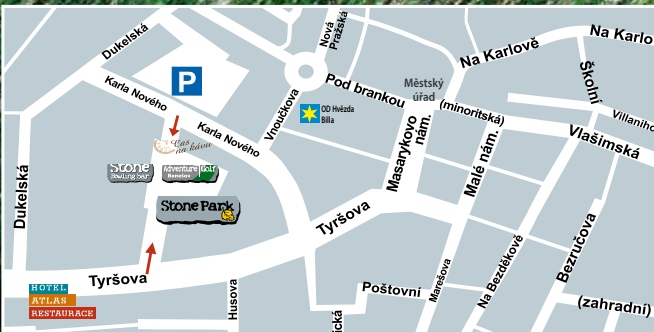 Dukelská
Nová
Pražská
Na Karlově
Na Karlo
Školní
P
Karla Nového
Pod brankou
Městský
úřad
(minoritská)
Villaniho
Vnoučkova
OD Hvězda
Billa
Vlašimská
Karla Nového
Čas
na kávu
Stone
Bowling Bar
Adventure Golf
Benešov
Masarykovo
nám.
Malé nám.
Dukelská
Stone Park
Tyršova
Bezručova
Na Bezděkově
Tyršova
HOTEL
ATLAS
RESTAURACE
Husova
Poštovní
Marešova
(zahradní)
ická